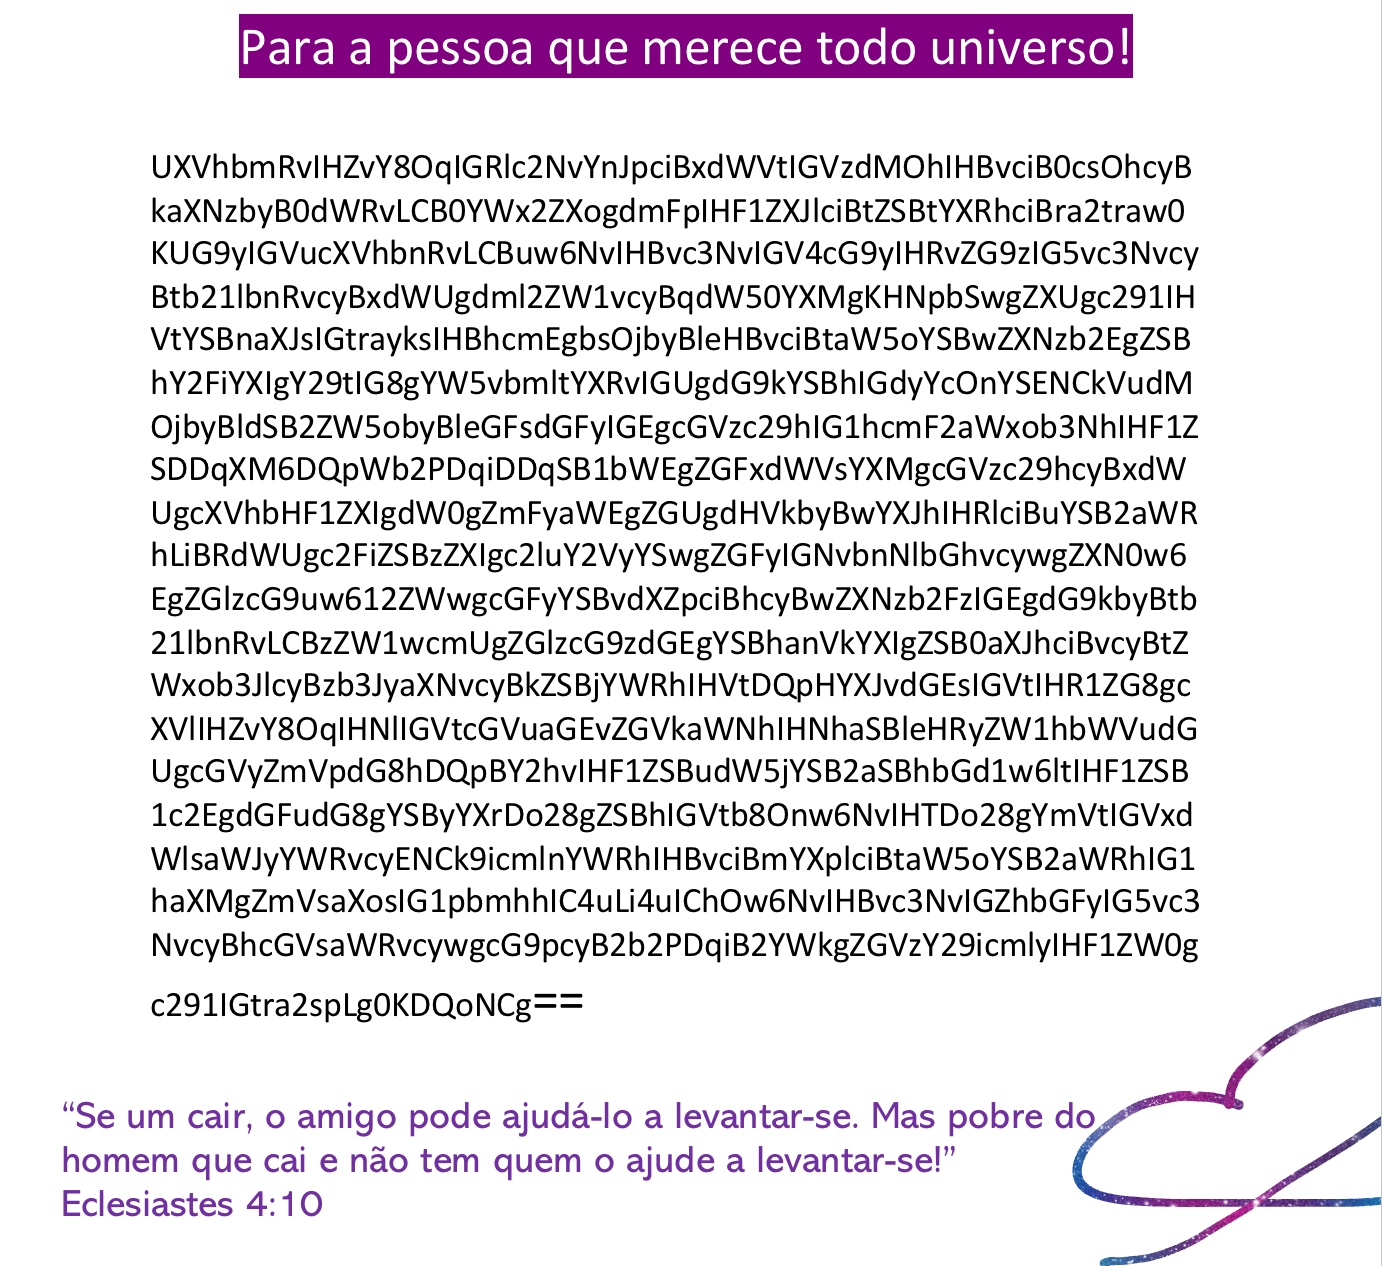 Para a pessoa que merece todo universo!
UXVhbmRvIHZvY8OqIGRlc2NvYnJpciBxdWVtIGVzdMOhIHBvciB0csOhcyB
kaXNzbyB0dWRvLCB0YWx2ZXogdmFpIHF1ZXJlciBtZSBtYXRhciBra2traw0
KUG9yIGVucXVhbnRvLCBuw6NvIHBvc3NvIGV4cG9yIHRvZG9zIG5vc3Nvcy
Btb21lbnRvcyBxdWUgdml2ZW1vcyBqdW50YXMgKHNpbSwgZXUgc291IH
VtYSBnaXJsIGtrayksIHBhcmEgbsOjbyBleHBvciBtaW5oYSBwZXNzb2EgZSB
hY2FiYXIgY29tIG8gYW5vbmltYXRvIGUgdG9kYSBhIGdyYcOnYSENCkVudM
OjbyBldSB2ZW5obyBleGFsdGFyIGEgcGVzc29hIG1hcmF2aWxob3NhIHF1Z
SDDqXM6DQpWb2PDqiDDqSB1bWEgZGFxdWVsYXMgcGVzc29hcyBxdW
UgcXVhbHF1ZXIgdW0gZmFyaWEgZGUgdHVkbyBwYXJhIHRlciBuYSB2aWR
hLiBRdWUgc2FiZSBzZXIgc2luY2VyYSwgZGFyIGNvbnNlbGhvcywgZXN0w6
EgZGlzcG9uw612ZWwgcGFyYSBvdXZpciBhcyBwZXNzb2FzIGEgdG9kbyBtb
21lbnRvLCBzZW1wcmUgZGlzcG9zdGEgYSBhanVkYXIgZSB0aXJhciBvcyBtZ
Wxob3JlcyBzb3JyaXNvcyBkZSBjYWRhIHVtDQpHYXJvdGEsIGVtIHR1ZG8gc
XVlIHZvY8OqIHNlIGVtcGVuaGEvZGVkaWNhIHNhaSBleHRyZW1hbWVudG
UgcGVyZmVpdG8hDQpBY2hvIHF1ZSBudW5jYSB2aSBhbGd1w6ltIHF1ZSB
1c2EgdGFudG8gYSByYXrDo28gZSBhIGVtb8Onw6NvIHTDo28gYmVtIGVxd
WlsaWJyYWRvcyENCk9icmlnYWRhIHBvciBmYXplciBtaW5oYSB2aWRhIG1
haXMgZmVsaXosIG1pbmhhIC4uLi4uIChOw6NvIHBvc3NvIGZhbGFyIG5vc3
NvcyBhcGVsaWRvcywgcG9pcyB2b2PDqiB2YWkgZGVzY29icmlyIHF1ZW0g
c291IGtra2spLg0KDQoNCg==
“Se um cair, o amigo pode ajudá-lo a levantar-se. Mas pobre do
homem que cai e não tem quem o ajude a levantar-se!”
Eclesiastes 4:10